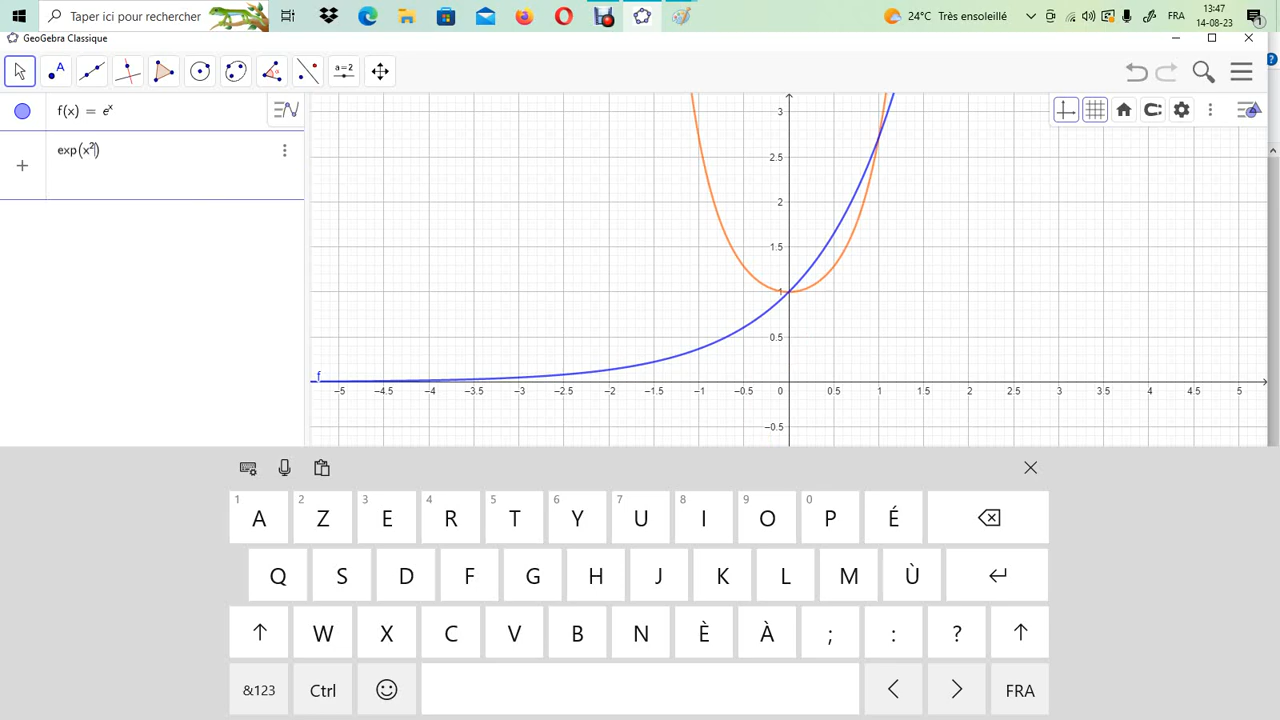 Taper pour rechercher
24°C Très ensoleillé
FRA
13:47
14-08-23
1
GeoGebra Classique
A
a=2
?
f(x) = eˣ
exp(x²)
3
2.5
2
1.5
1
0.5
−5 −4.5 −4 −3.5 −3 −2.5 −2 −1.5 −1 −0.5 0 0.5 1 1.5 2 2.5 3 3.5 4 4.5 5
−0.5
f
1 2 3 4 5 6 7 8 9 0
A Z E R T Y U I O P É
Q S D F G H J K L M Ù
W X C V B N È À ; : ?
&123 Ctrl FRA